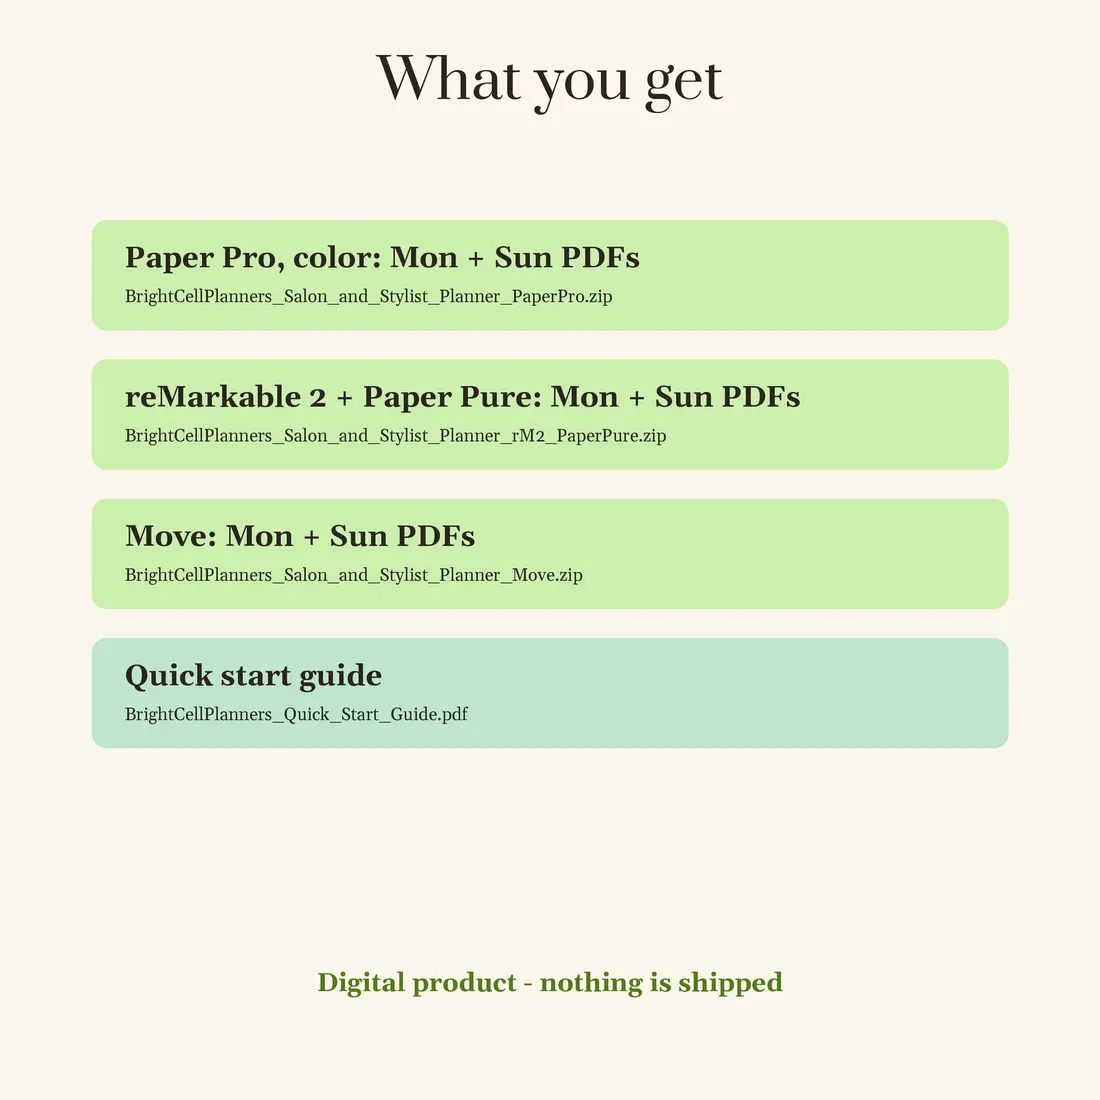 What you get
Paper Pro, color: Mon + Sun PDFs
BrightCellPlanners_Salon_and_Stylist_Planner_PaperPro.zip
reMarkable 2 + Paper Pure: Mon + Sun PDFs
BrightCellPlanners_Salon_and_Stylist_Planner_rM2_PaperPure.zip
Move: Mon + Sun PDFs
BrightCellPlanners_Salon_and_Stylist_Planner_Move.zip
Quick start guide
BrightCellPlanners_Quick_Start_Guide.pdf
Digital product - nothing is shipped